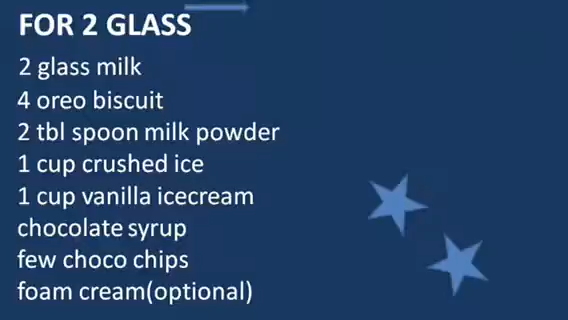 FOR 2 GLASS
2 glass milk
4 oreo biscuit
2 tbl spoon milk powder
1 cup crushed ice
1 cup vanilla icecream
chocolate syrup
few choco chips
foam cream(optional)